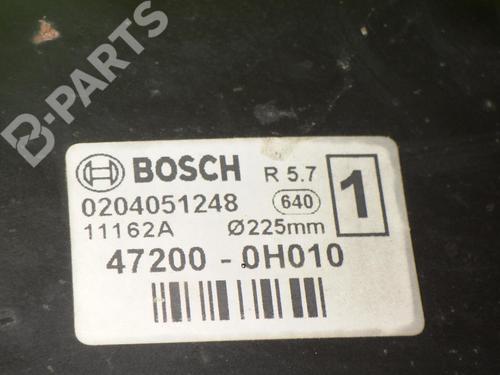 B-PARTS
BOSCH R 5.7 1
0204051248 640
11162A Ø225mm
47200 - 0H010